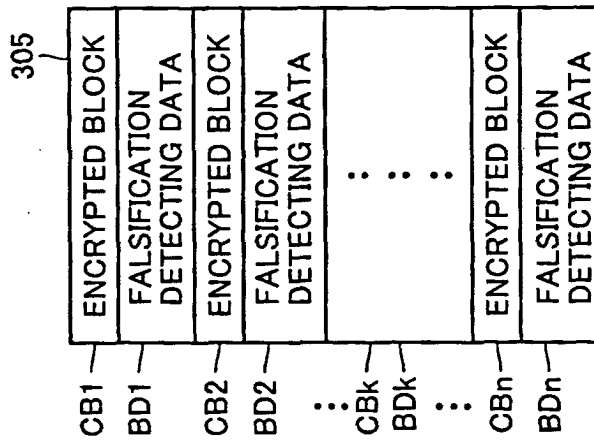 305
CB1 ENCRYPTED BLOCK
BD1 FALSIFICATION
DETECTING DATA
CB2 ENCRYPTED BLOCK
BD2 FALSIFICATION
DETECTING DATA
CBk
BDk
CBn ENCRYPTED BLOCK
BDn FALSIFICATION
DETECTING DATA